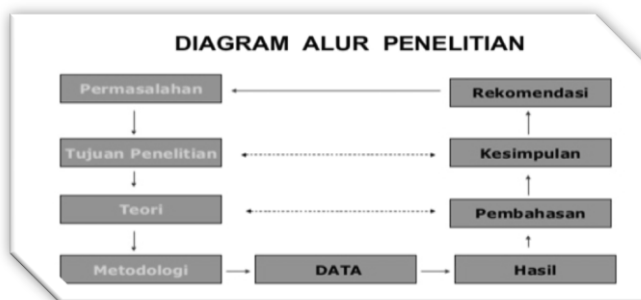 DIAGRAM ALUR PENELITIAN
Permasalahan
Rekomendasi
Tujuan Penelitian
Kesimpulan
Teori
Pembahasan
Metodologi
DATA
Hasil